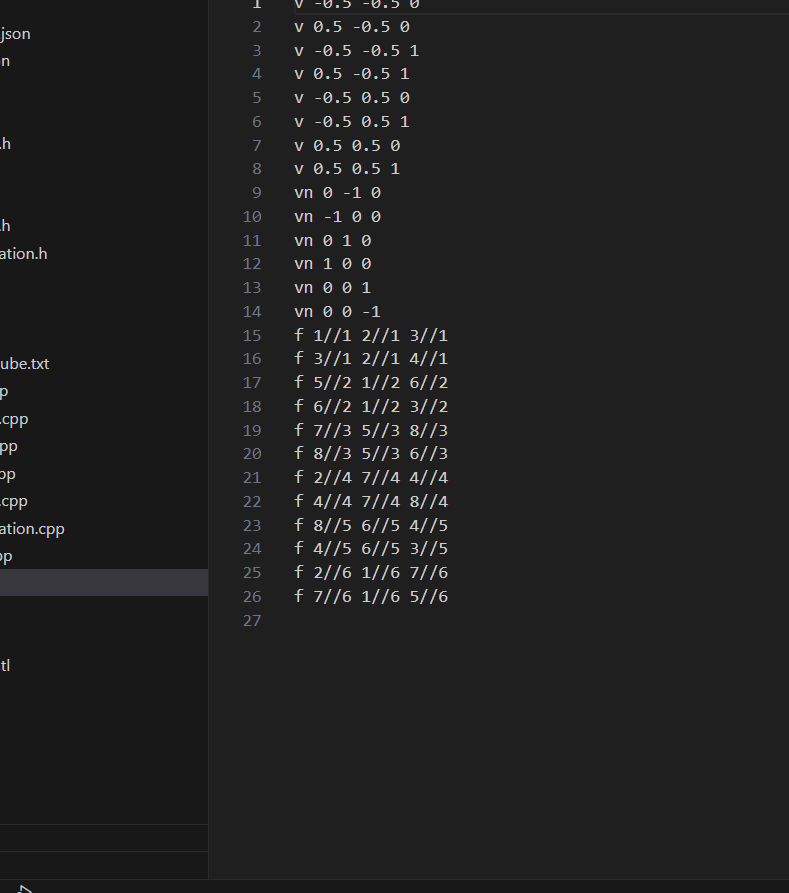 json
n
.h
.h
ation.h
ube.txt
p
.cpp
pp
pp
.cpp
ation.cpp
pp
tl
1 v -0.5 -0.5 0
2 v 0.5 -0.5 0
3 v -0.5 -0.5 1
4 v 0.5 -0.5 1
5 v -0.5 0.5 0
6 v -0.5 0.5 1
7 v 0.5 0.5 0
8 v 0.5 0.5 1
9 vn 0 -1 0
10 vn -1 0 0
11 vn 0 1 0
12 vn 1 0 0
13 vn 0 0 1
14 vn 0 0 -1
15 f 1//1 2//1 3//1
16 f 3//1 2//1 4//1
17 f 5//2 1//2 6//2
18 f 6//2 1//2 3//2
19 f 7//3 5//3 8//3
20 f 8//3 5//3 6//3
21 f 2//4 7//4 4//4
22 f 4//4 7//4 8//4
23 f 8//5 6//5 4//5
24 f 4//5 6//5 3//5
25 f 2//6 1//6 7//6
26 f 7//6 1//6 5//6
27